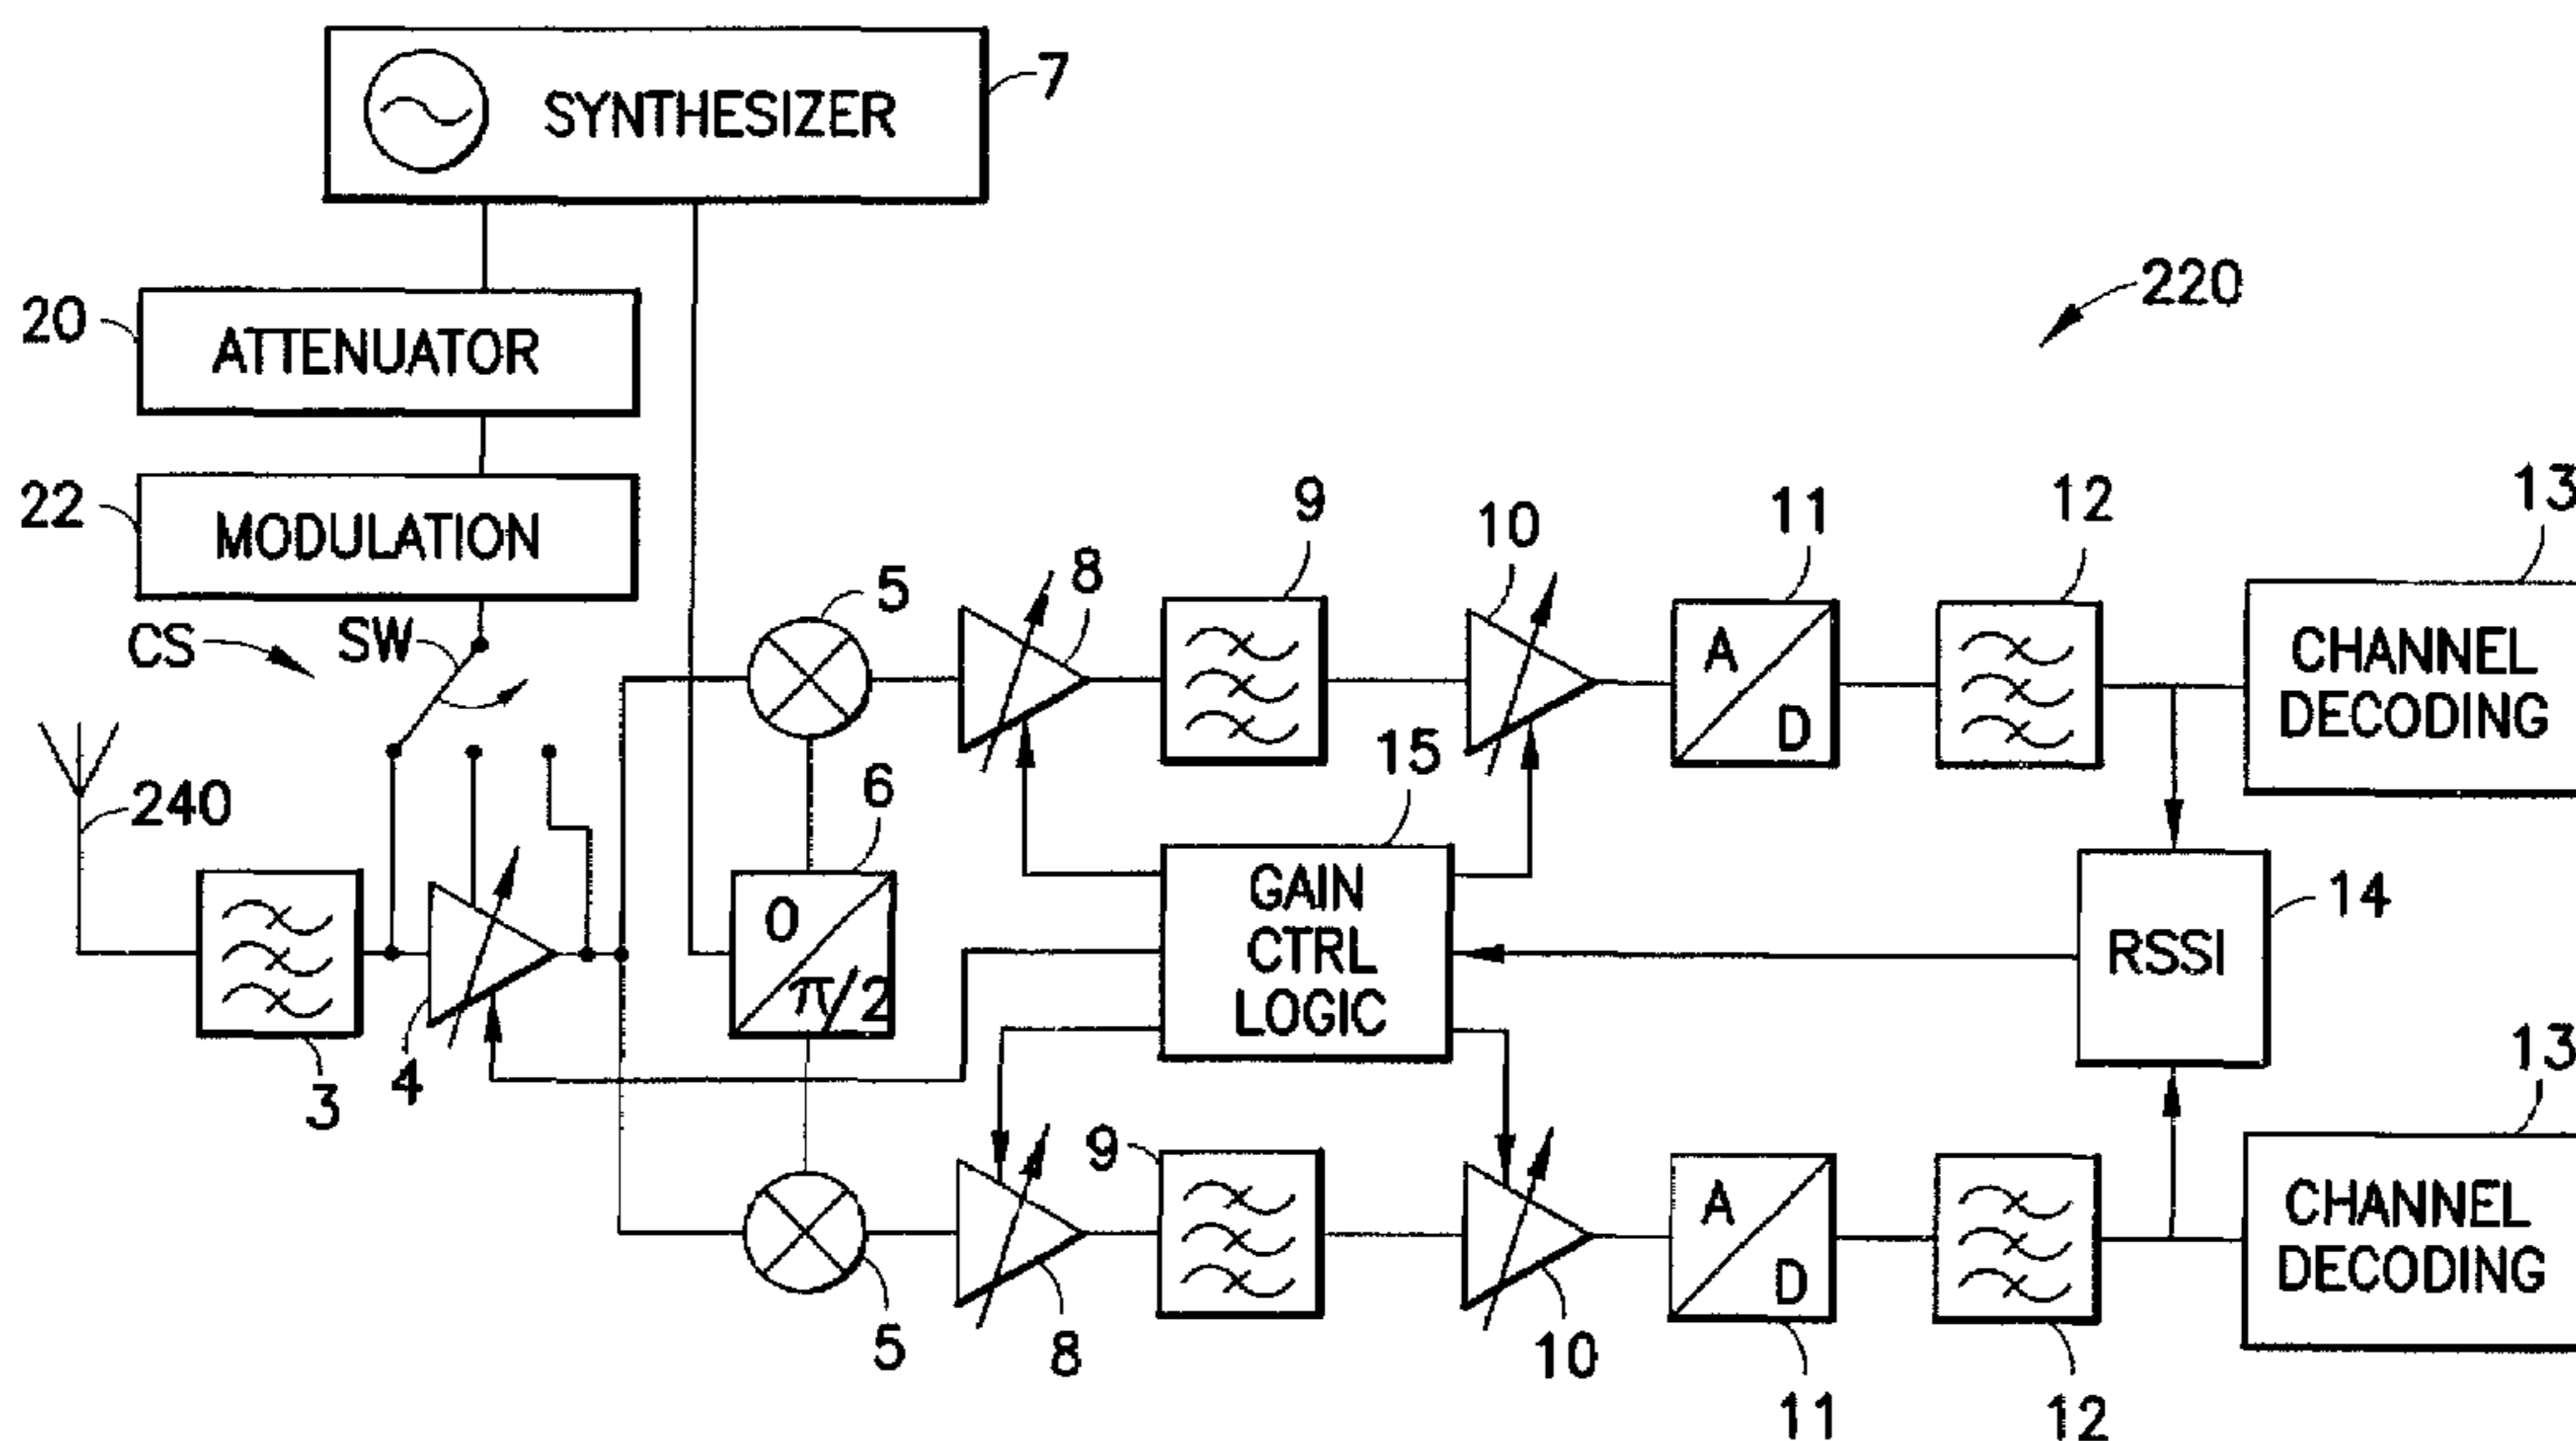 SYNTHESIZER
7
20
ATTENUATOR
220
22
MODULATION
CS
SW
5
8
9
10
11
12
13
A
D
CHANNEL
DECODING
240
6
15
0
π/2
GAIN
CTRL
LOGIC
RSSI
14
3
4
5
8
9
10
A
D
11
12
13
CHANNEL
DECODING